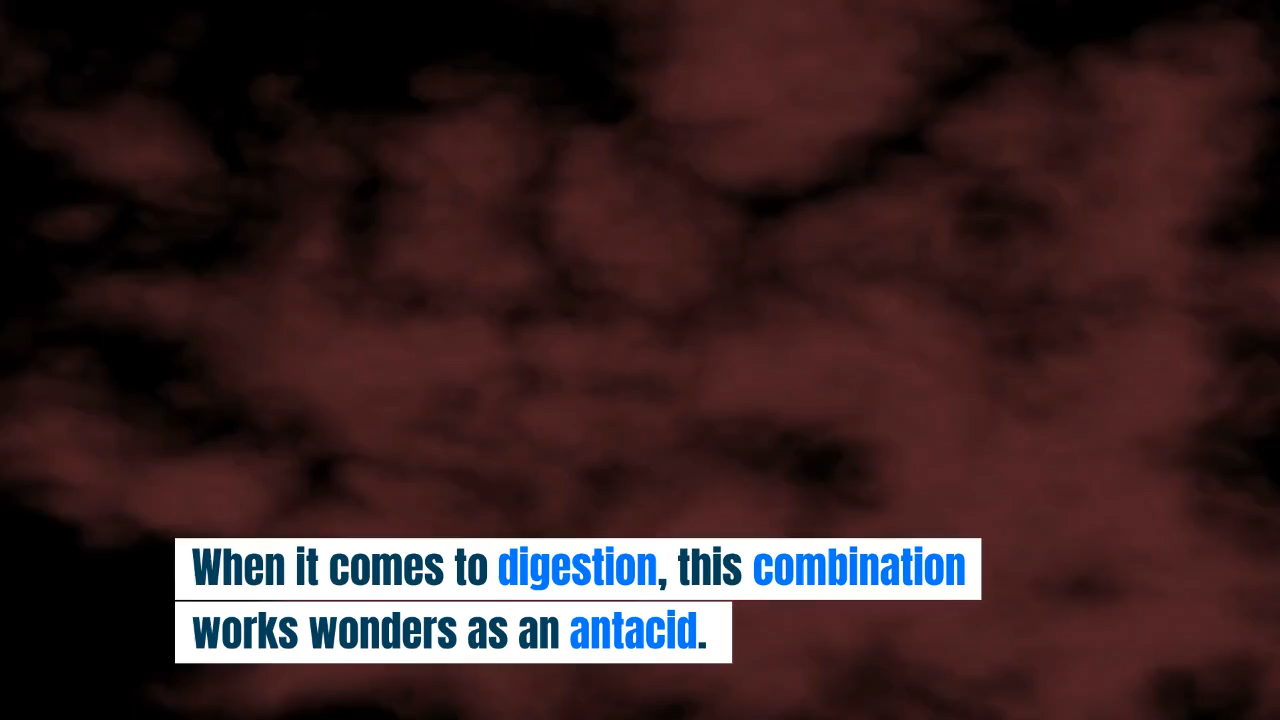 When it comes to digestion, this combination
works wonders as an antacid.